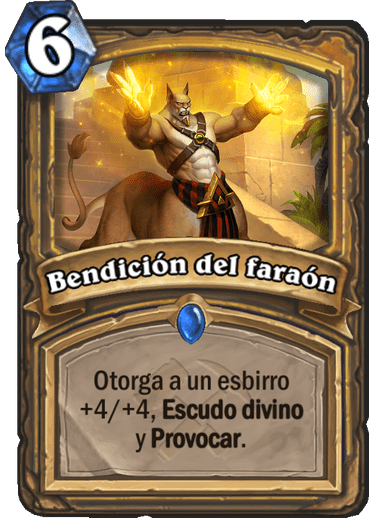 6
Bendición del faraón
Otorga a un esbirro
+4/+4, Escudo divino
y Provocar.